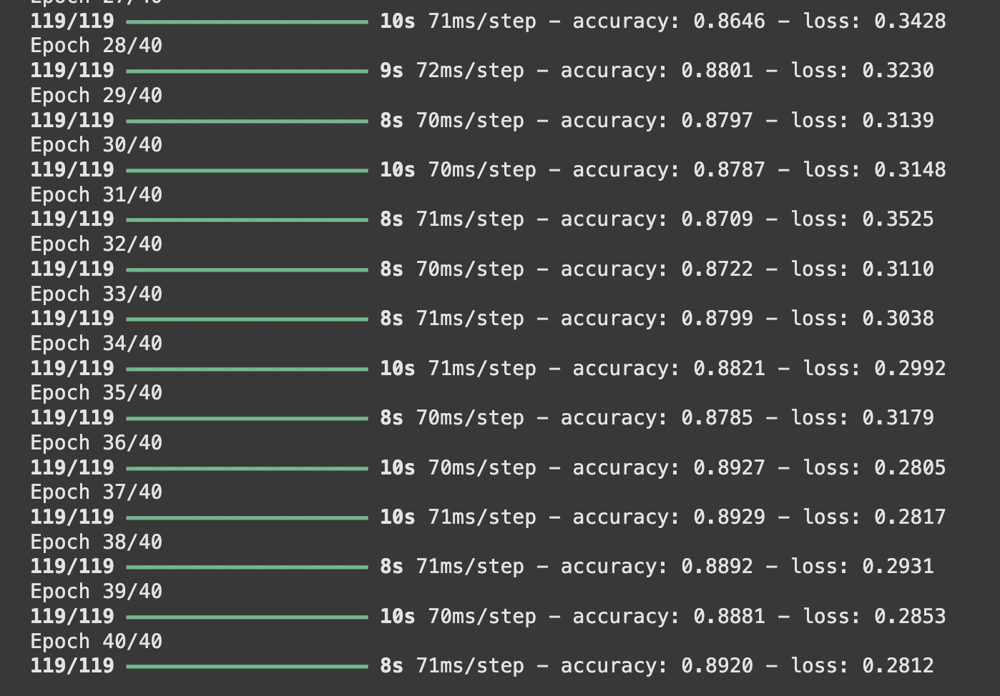 Epoch 27/40
119/119 ━━━━━━━━━━━━━━━━━━━━ 10s 71ms/step - accuracy: 0.8646 - loss: 0.3428
Epoch 28/40
119/119 ━━━━━━━━━━━━━━━━━━━━ 9s 72ms/step - accuracy: 0.8801 - loss: 0.3230
Epoch 29/40
119/119 ━━━━━━━━━━━━━━━━━━━━ 8s 70ms/step - accuracy: 0.8797 - loss: 0.3139
Epoch 30/40
119/119 ━━━━━━━━━━━━━━━━━━━━ 10s 70ms/step - accuracy: 0.8787 - loss: 0.3148
Epoch 31/40
119/119 ━━━━━━━━━━━━━━━━━━━━ 8s 71ms/step - accuracy: 0.8709 - loss: 0.3525
Epoch 32/40
119/119 ━━━━━━━━━━━━━━━━━━━━ 8s 70ms/step - accuracy: 0.8722 - loss: 0.3110
Epoch 33/40
119/119 ━━━━━━━━━━━━━━━━━━━━ 8s 71ms/step - accuracy: 0.8799 - loss: 0.3038
Epoch 34/40
119/119 ━━━━━━━━━━━━━━━━━━━━ 10s 71ms/step - accuracy: 0.8821 - loss: 0.2992
Epoch 35/40
119/119 ━━━━━━━━━━━━━━━━━━━━ 8s 70ms/step - accuracy: 0.8785 - loss: 0.3179
Epoch 36/40
119/119 ━━━━━━━━━━━━━━━━━━━━ 10s 70ms/step - accuracy: 0.8927 - loss: 0.2805
Epoch 37/40
119/119 ━━━━━━━━━━━━━━━━━━━━ 10s 71ms/step - accuracy: 0.8929 - loss: 0.2817
Epoch 38/40
119/119 ━━━━━━━━━━━━━━━━━━━━ 8s 71ms/step - accuracy: 0.8892 - loss: 0.2931
Epoch 39/40
119/119 ━━━━━━━━━━━━━━━━━━━━ 10s 70ms/step - accuracy: 0.8881 - loss: 0.2853
Epoch 40/40
119/119 ━━━━━━━━━━━━━━━━━━━━ 8s 71ms/step - accuracy: 0.8920 - loss: 0.2812